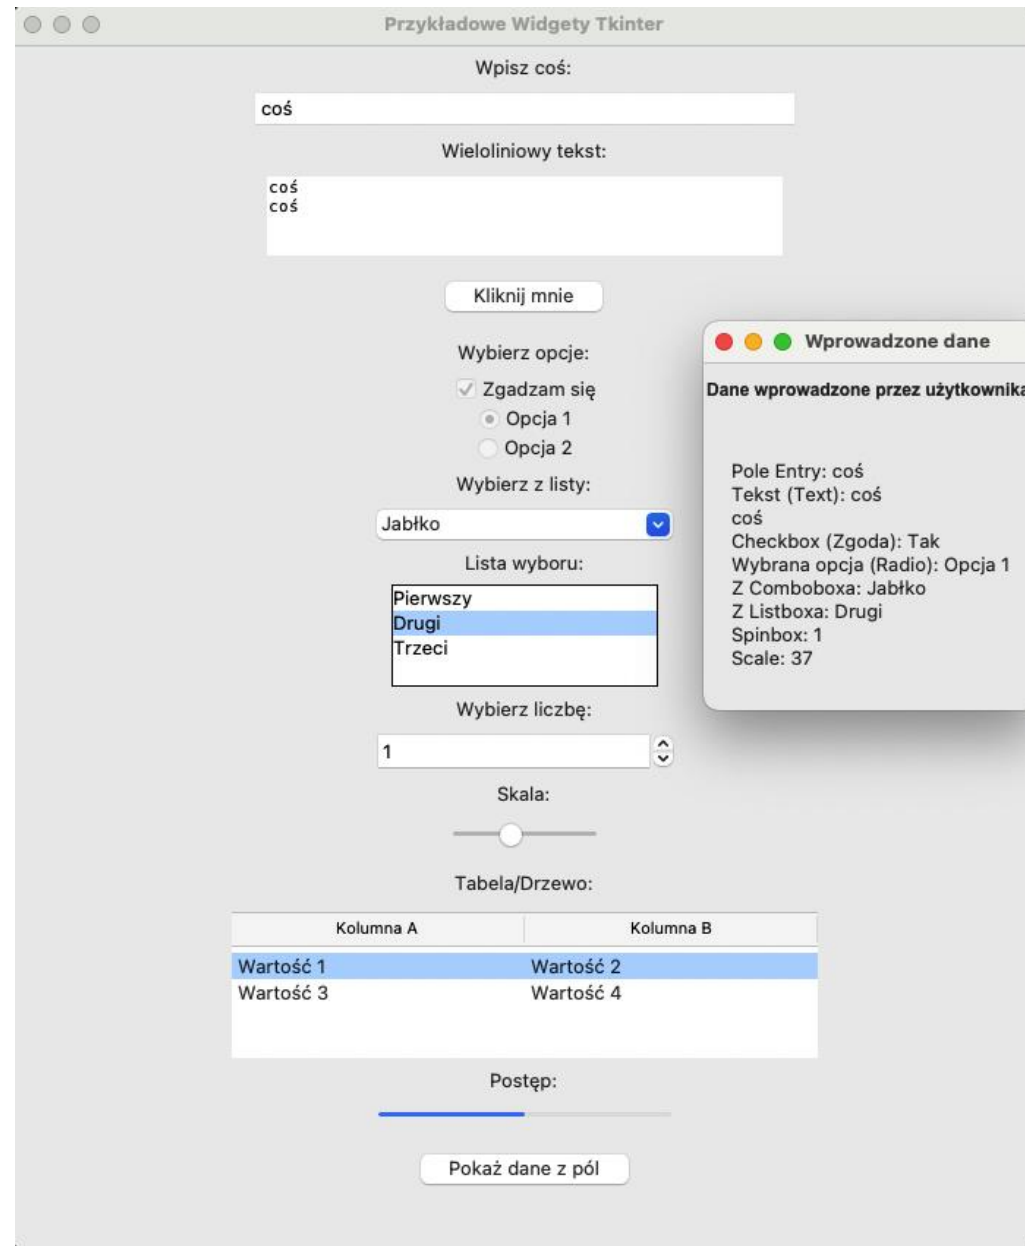 Przykładowe Widgety Tkinter
Wpisz coś:
coś
Wieloliniowy tekst:
coś
coś
Kliknij mnie
Wybierz opcje:
Zgadzam się
Opcja 1
Opcja 2
Wybierz z listy:
Jabłko
Lista wyboru:
Pierwszy
Drugi
Trzeci
Wybierz liczbę:
1
Skala:
Tabela/Drzewo:
Kolumna A Kolumna B
Wartość 1 Wartość 2
Wartość 3 Wartość 4
Postęp:
Pokaż dane z pól
Wprowadzone dane
Dane wprowadzone przez użytkownika
Pole Entry: coś
Tekst (Text): coś
coś
Checkbox (Zgoda): Tak
Wybrana opcja (Radio): Opcja 1
Z Comboboxa: Jabłko
Z Listboxa: Drugi
Spinbox: 1
Scale: 37